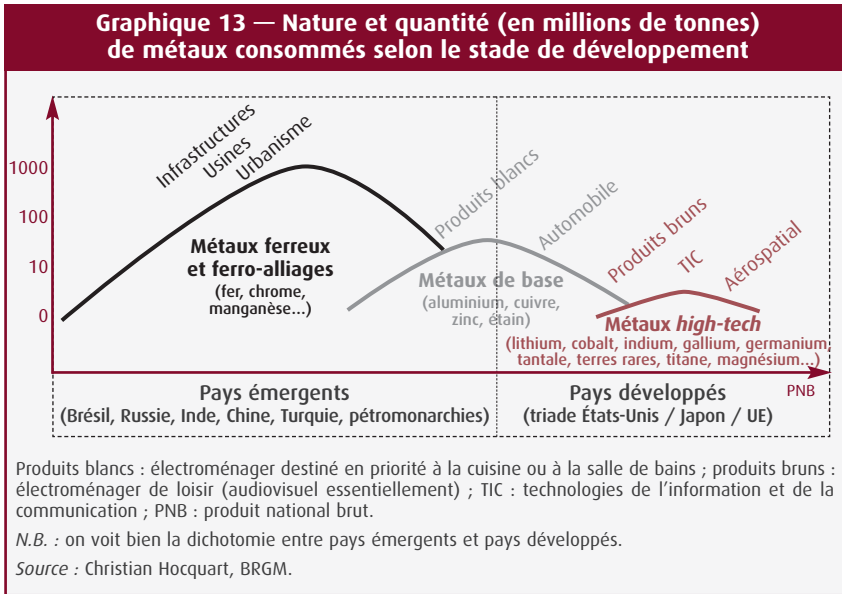 Graphique 13 — Nature et quantité (en millions de tonnes)
de métaux consommés selon le stade de développement
Infrastructures
Usines
Urbanisme
Produits blancs
Automobile
Produits bruns
TIC
Aérospatial
1000
100
10
0
Métaux ferreux
et ferro-alliages
(fer, chrome,
manganèse...)
Métaux de base
(aluminium, cuivre,
zinc, étain)
Métaux high-tech
(lithium, cobalt, indium, gallium, germanium,
tantale, terres rares, titane, magnésium...)
PNB
Pays émergents
(Brésil, Russie, Inde, Chine, Turquie, pétromonarchies)
Pays développés
(triade États-Unis / Japon / UE)
Produits blancs : électroménager destiné en priorité à la cuisine ou à la salle de bains ; produits bruns :
électroménager de loisir (audiovisuel essentiellement) ; TIC : technologies de l’information et de la
communication ; PNB : produit national brut.
N.B. : on voit bien la dichotomie entre pays émergents et pays développés.
Source : Christian Hocquart, BRGM.